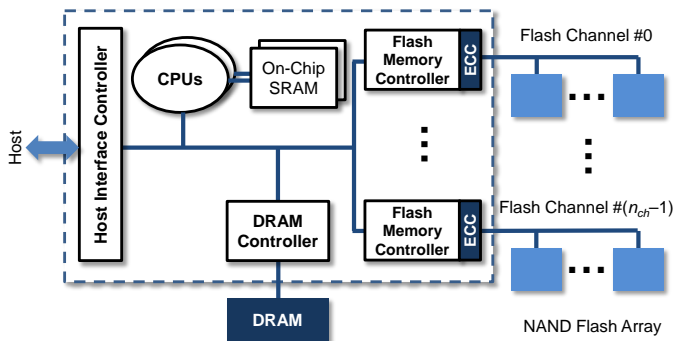 Host
Host Interface Controller
CPUs
On-Chip
SRAM
Flash
Memory
Controller
ECC
Flash Channel #0
DRAM
Controller
DRAM
Flash
Memory
Controller
ECC
Flash Channel #(nch–1)
NAND Flash Array